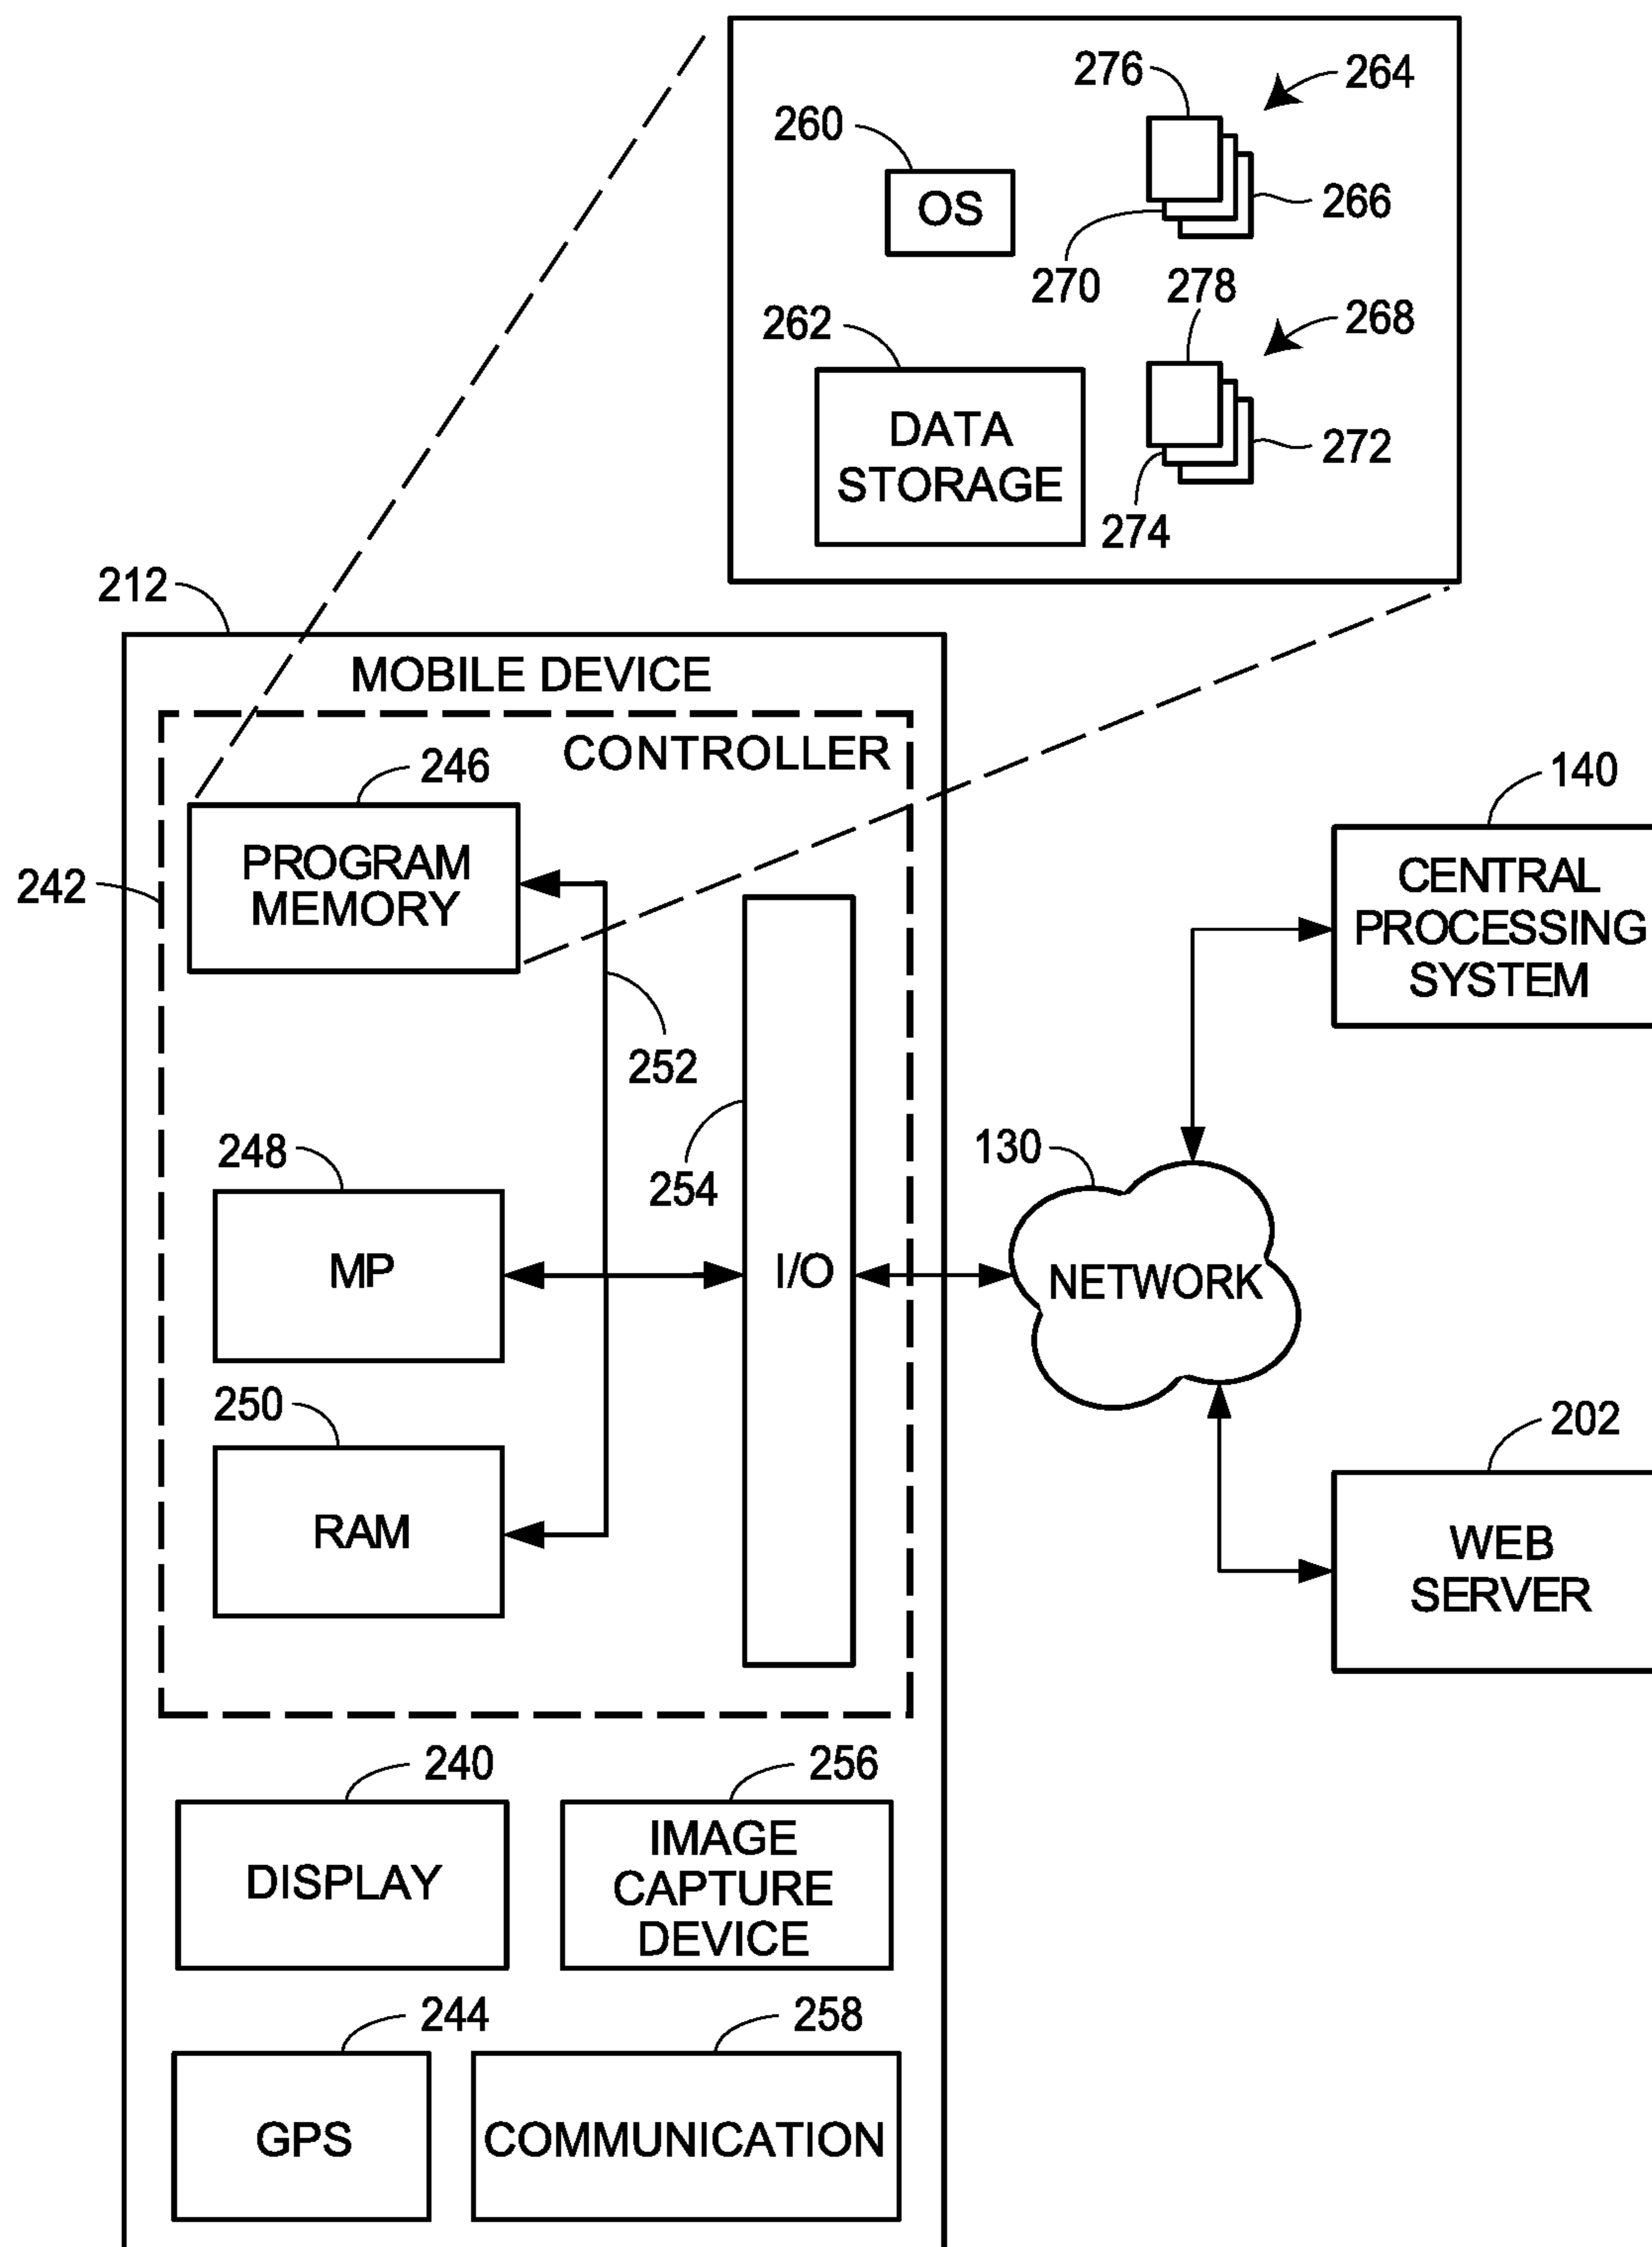 276
264
260
OS
266
270
278
262
268
DATA
STORAGE
272
274
212
MOBILE DEVICE
CONTROLLER
246
PROGRAM
MEMORY
242
252
140
CENTRAL
PROCESSING
SYSTEM
248
MP
254
I/O
130
NETWORK
250
RAM
202
WEB
SERVER
240
DISPLAY
256
IMAGE
CAPTURE
DEVICE
244
GPS
258
COMMUNICATION